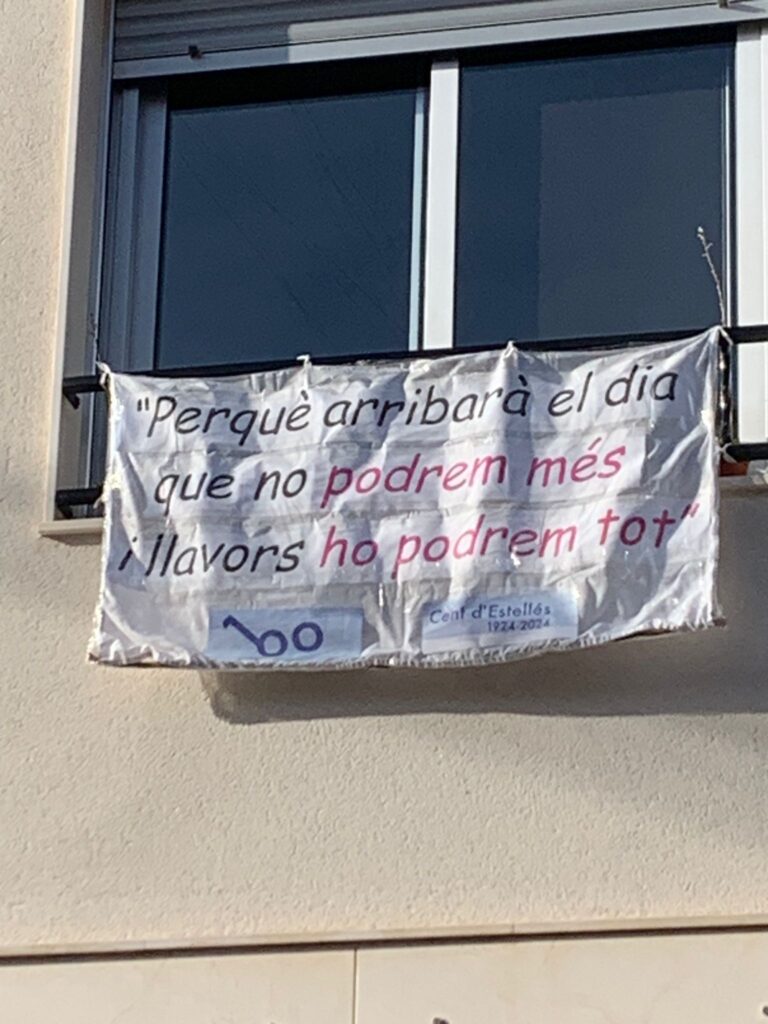 "Perquè arribarà el dia
que no podrem més
i llavors ho podrem tot"
100
Cent d'Estellés
1924-2024